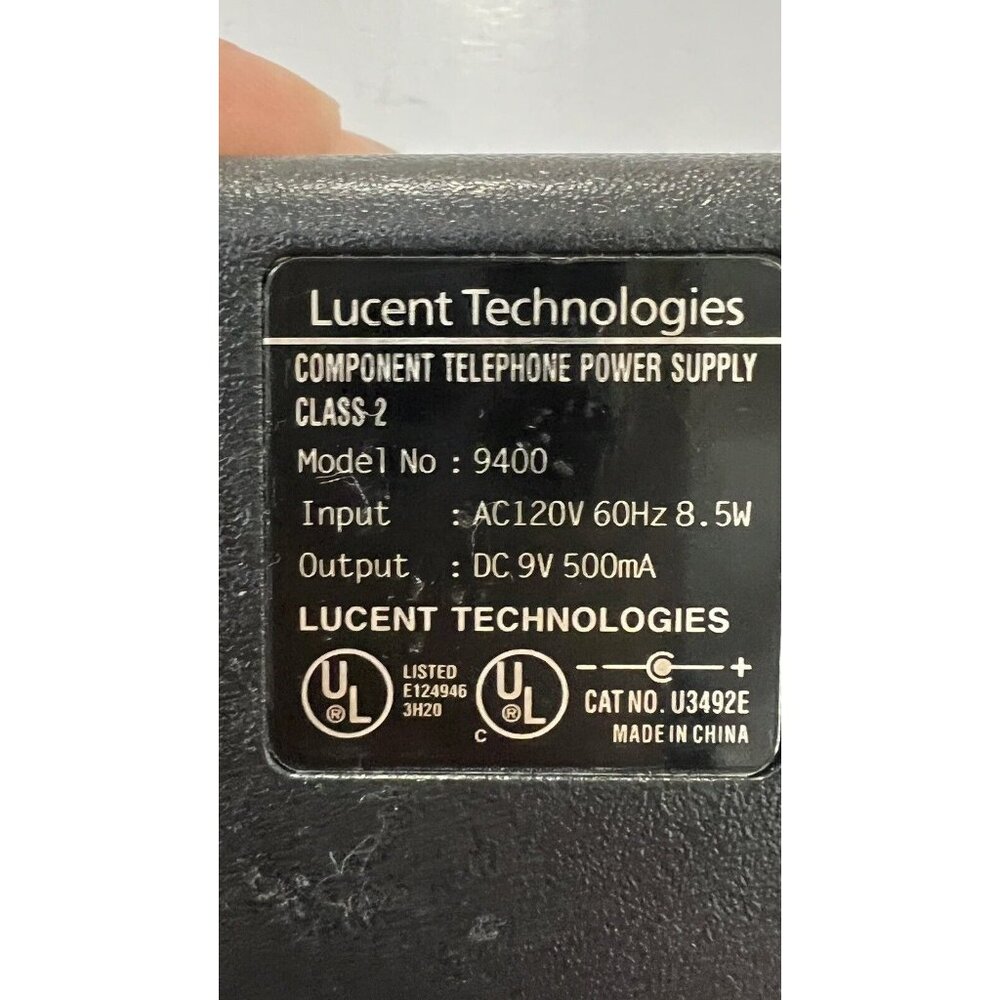 Lucent Technologies
COMPONENT TELEPHONE POWER SUPPLY
CLASS 2
Model No : 9400
Input : AC120V 60Hz 8.5W
Output : DC 9V 500mA
LUCENT TECHNOLOGIES
UL ® LISTED E124946 3H20 C UL ® - +
CAT NO. U3492E
MADE IN CHINA